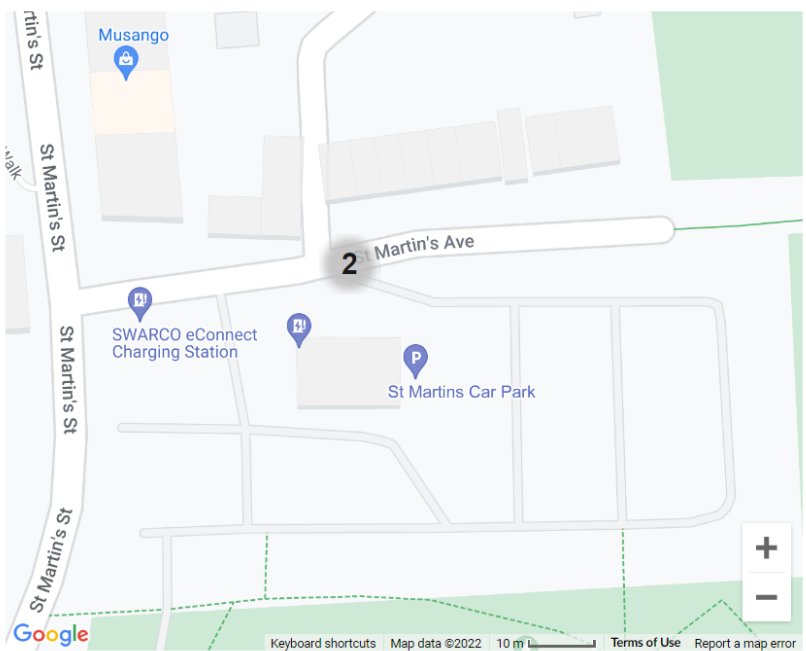 rtin's St
Musango
Walk
St Martin's St
St Martin's Ave
2
SWARCO eConnect
Charging Station
St Martin's St
P
St Martins Car Park
St Martin's St
+
−
Google
Keyboard shortcuts Map data ©2022 10 m Terms of Use Report a map error